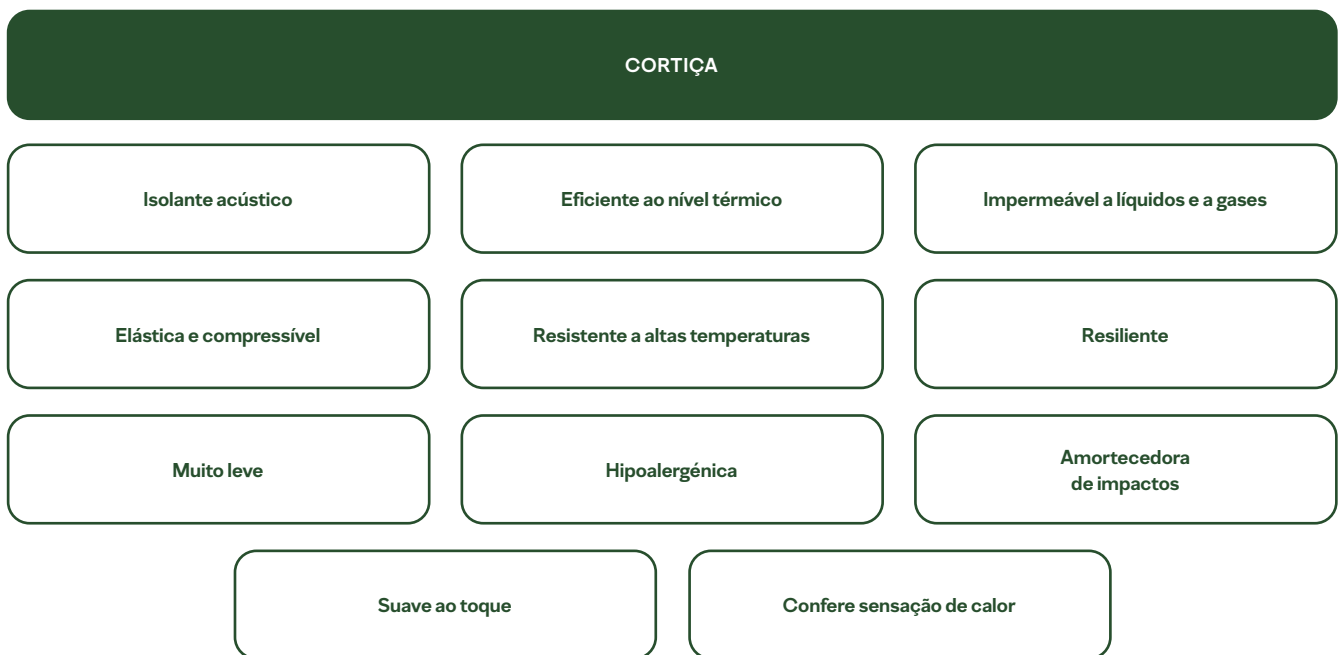 CORTIÇA
Isolante acústico
Eficiente ao nível térmico
Impermeável a líquidos e a gases
Elástica e compressível
Resistente a altas temperaturas
Resiliente
Muito leve
Hipoalergénica
Amortecedora
de impactos
Suave ao toque
Confere sensação de calor